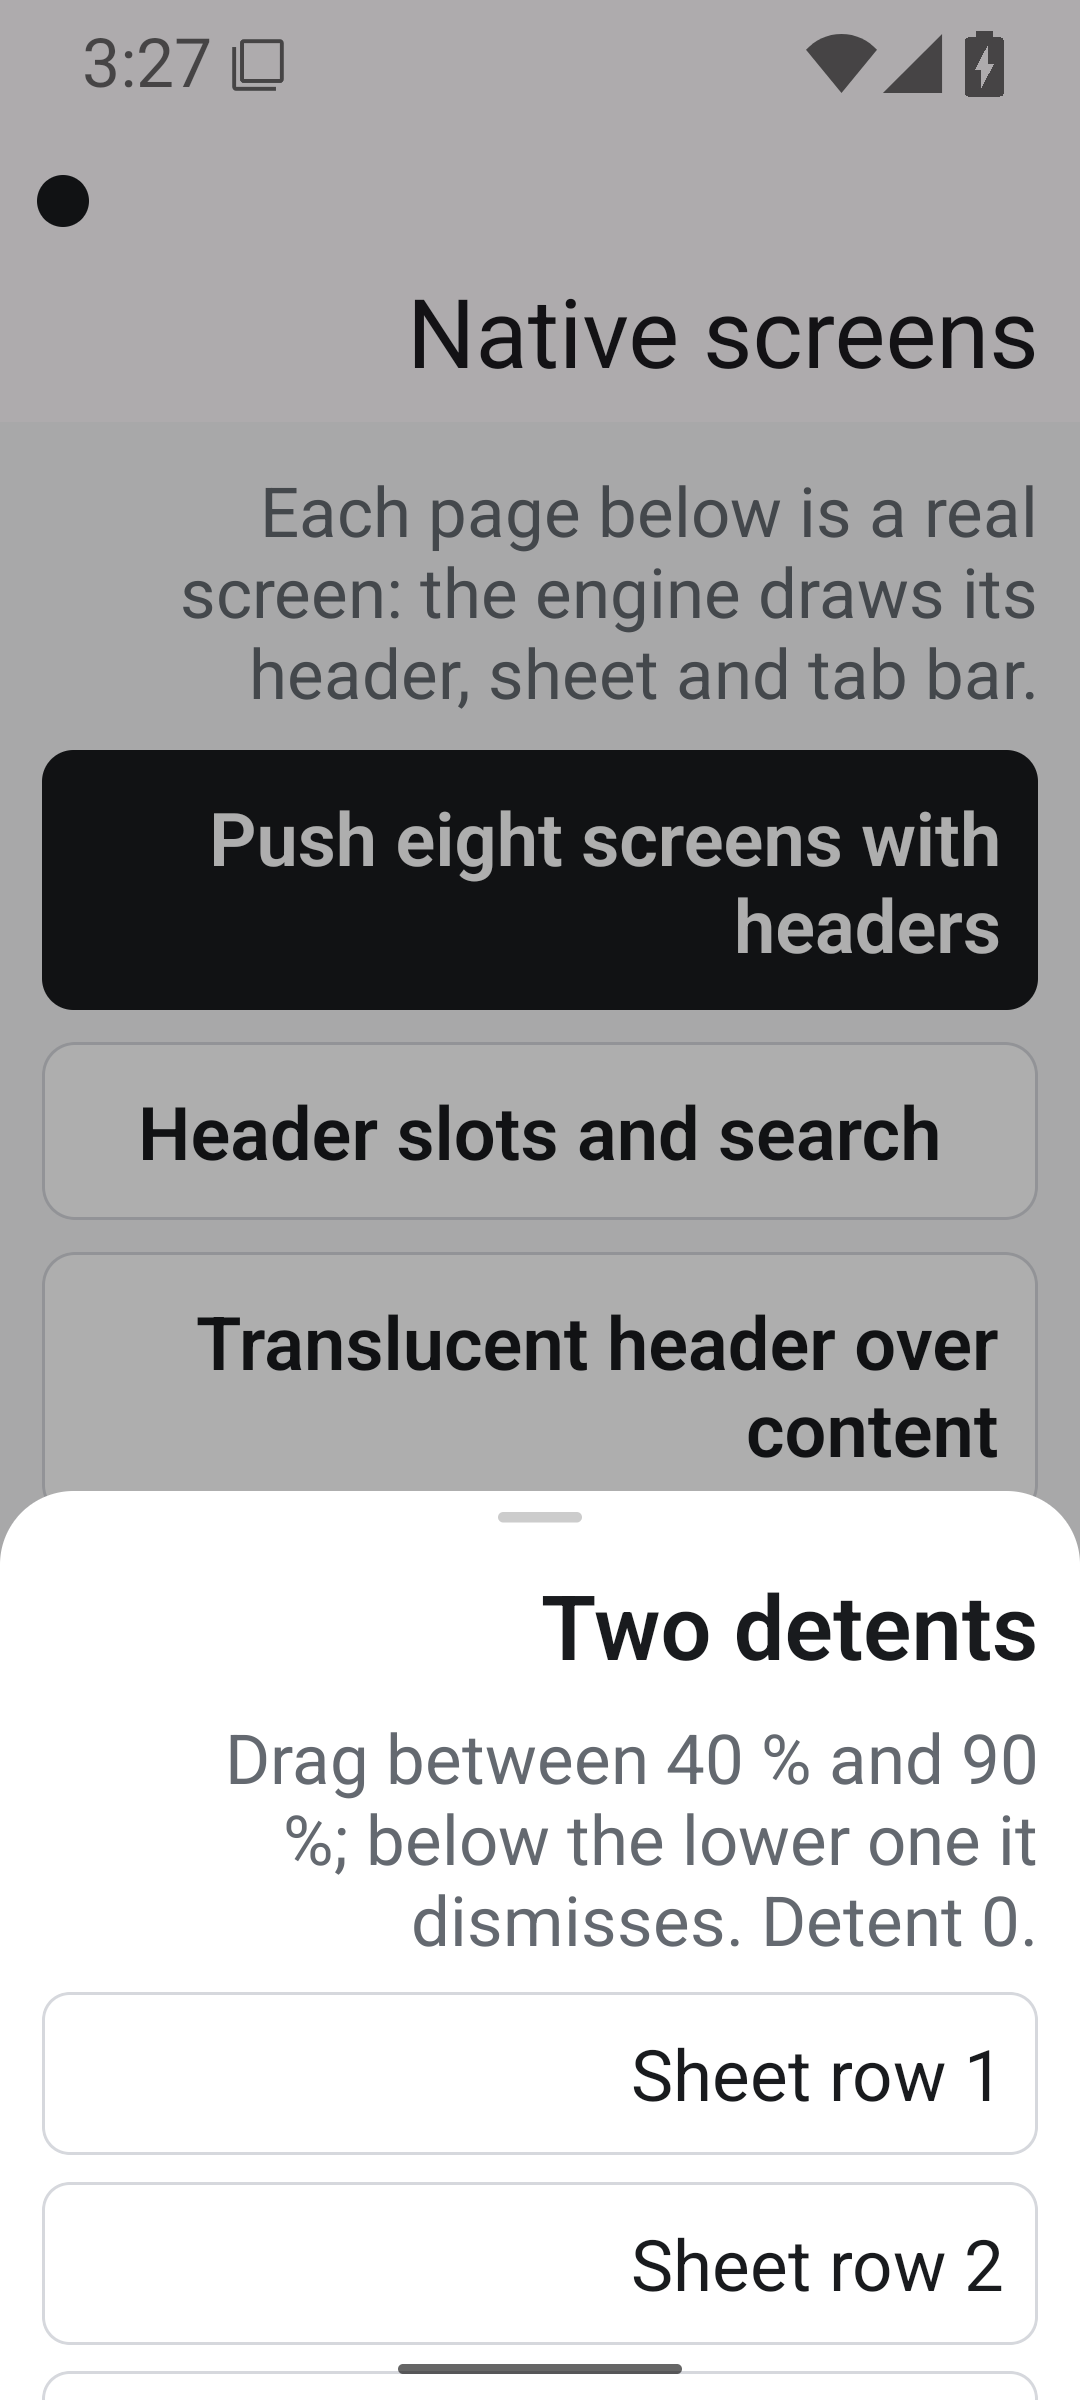 3:27
Native screens
Each page below is a real
screen: the engine draws its
header, sheet and tab bar.
Push eight screens with
headers
Header slots and search
Translucent header over
content
Two detents
Drag between 40 % and 90
%; below the lower one it
dismisses. Detent 0.
Sheet row 1
Sheet row 2